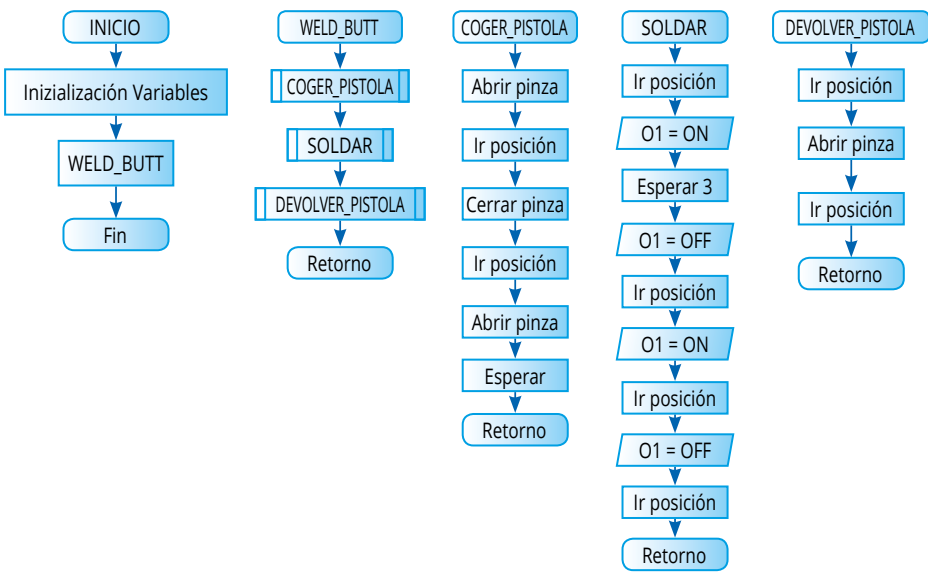 INICIO
Inizialización Variables
WELD_BUTT
Fin
WELD_BUTT
COGER_PISTOLA
SOLDAR
DEVOLVER_PISTOLA
Retorno
COGER_PISTOLA
Abrir pinza
Ir posición
Cerrar pinza
Ir posición
Abrir pinza
Esperar
Retorno
SOLDAR
Ir posición
O1 = ON
Esperar 3
O1 = OFF
Ir posición
O1 = ON
Ir posición
O1 = OFF
Ir posición
Retorno
DEVOLVER_PISTOLA
Ir posición
Abrir pinza
Ir posición
Retorno